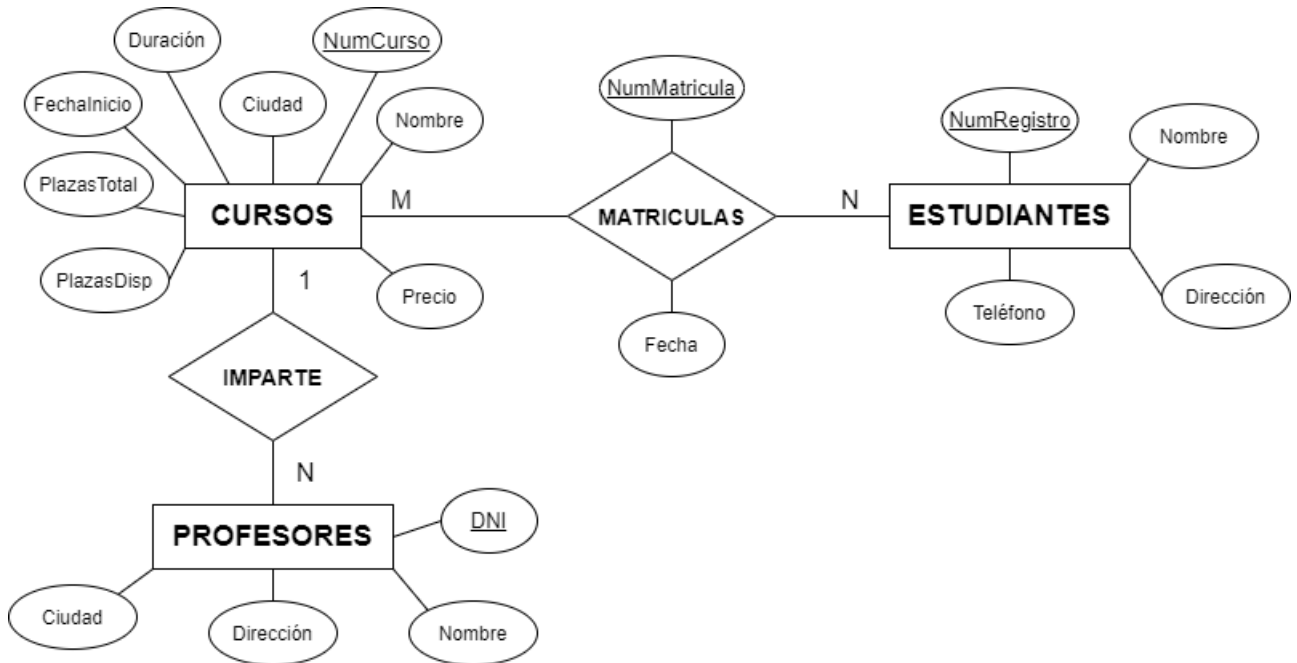 Duración
NumCurso
FechaInicio
Ciudad
Nombre
PlazasTotal
CURSOS
PlazasDisp
Precio
M
1
NumMatricula
MATRICULAS
Fecha
N
NumRegistro
Nombre
ESTUDIANTES
Teléfono
Dirección
IMPARTE
N
PROFESORES
DNI
Ciudad
Dirección
Nombre